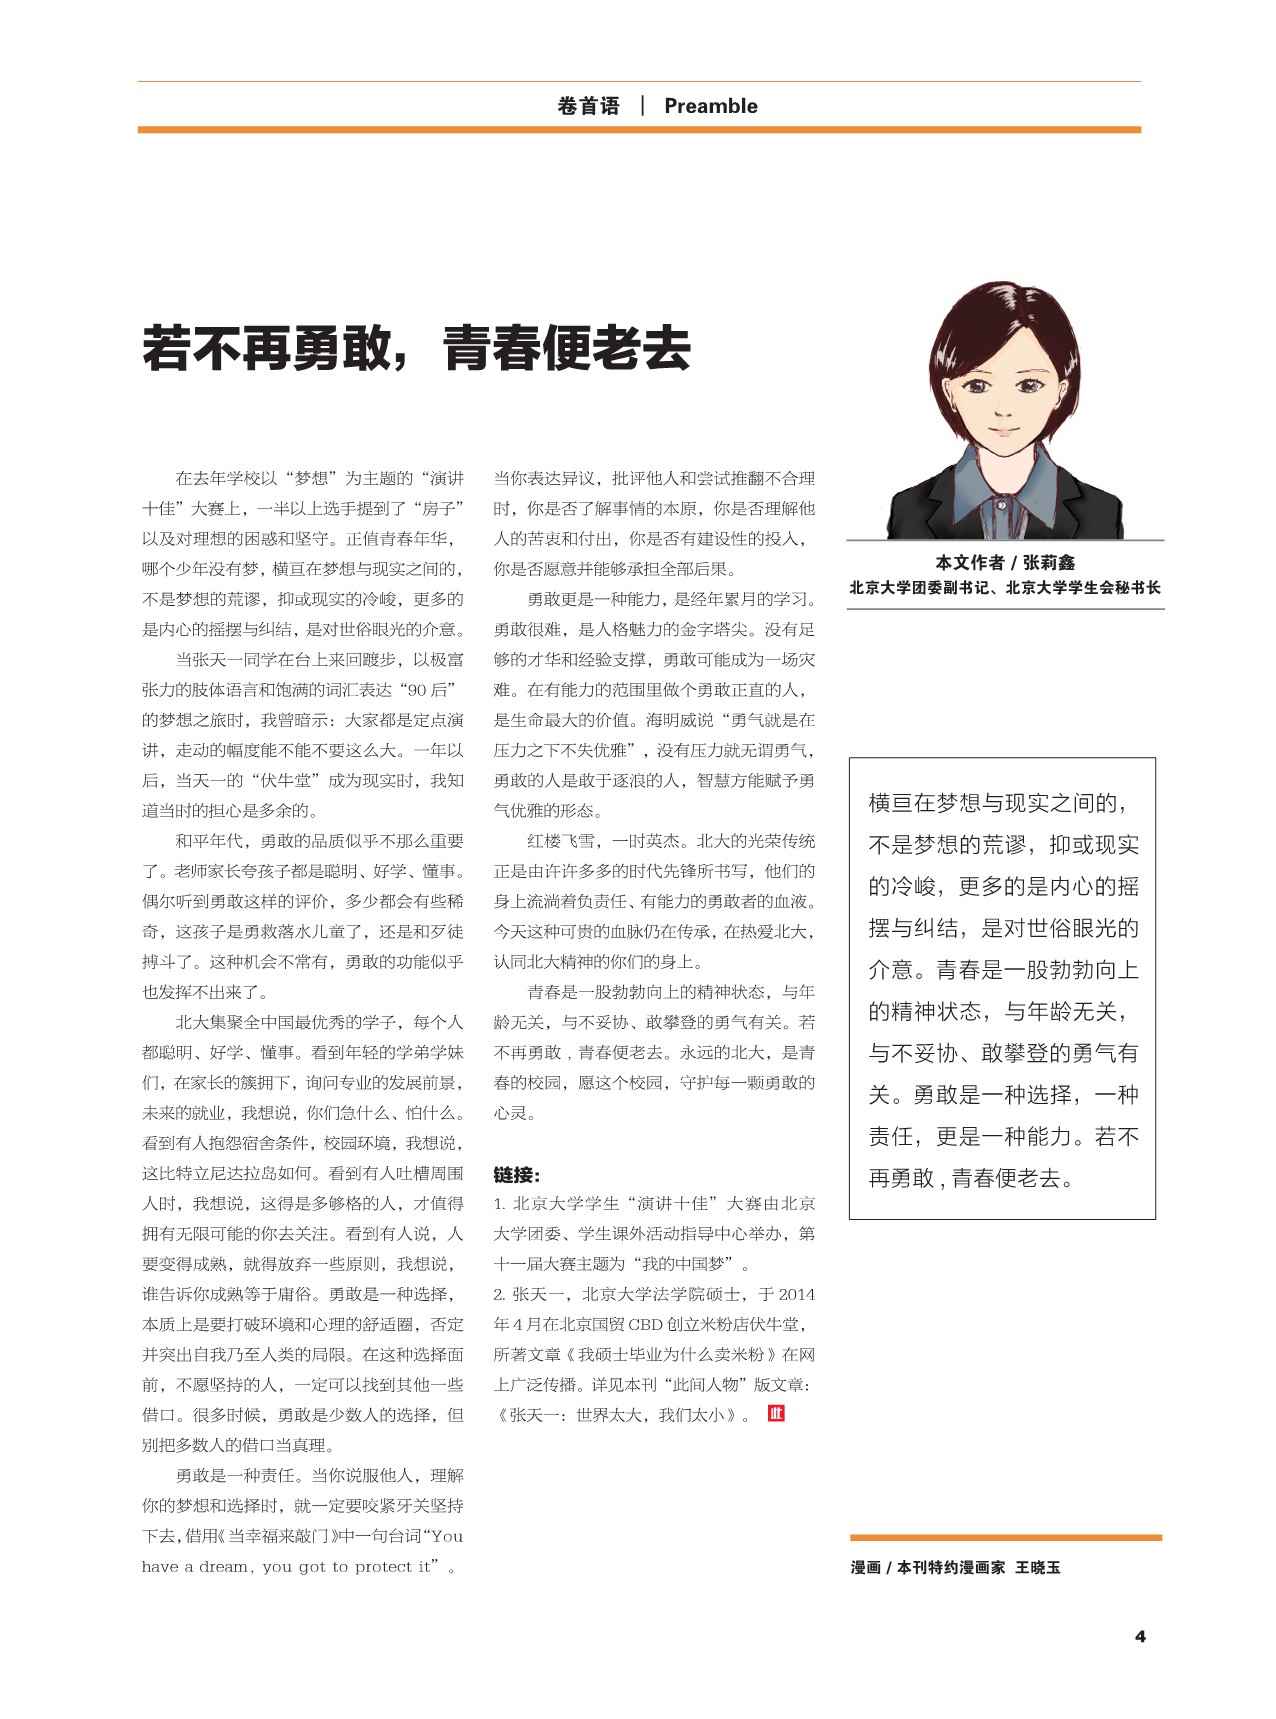 卷首语 | Preamble
若不再勇敢，青春便老去
在去年学校以“梦想”为主题的“演讲
十佳”大赛上，一半以上选手提到了“房子”
以及对理想的困惑和坚守。正值青春年华，
哪个少年没有梦，横亘在梦想与现实之间的，
不是梦想的荒谬，抑或现实的冷峻，更多的
是内心的摇摆与纠结，是对世俗眼光的介意。
当张天一同学在台上来回踱步，以极富
张力的肢体语言和饱满的词汇表达“90 后”
的梦想之旅时，我曾暗示：大家都是定点演
讲，走动的幅度能不能不要这么大。一年以
后，当天一的“伏牛堂”成为现实时，我知
道当时的担心是多余的。
和平年代，勇敢的品质似乎不那么重要
了。老师家长夸孩子都是聪明、好学、懂事。
偶尔听到勇敢这样的评价，多少都会有些稀
奇，这孩子是勇救落水儿童了，还是和歹徒
搏斗了。这种机会不常有，勇敢的功能似乎
也发挥不出来了。
北大集聚全中国最优秀的学子，每个人
都聪明、好学、懂事。看到年轻的学弟学妹
们，在家长的簇拥下，询问专业的发展前景，
未来的就业，我想说，你们急什么、怕什么。
看到有人抱怨宿舍条件，校园环境，我想说，
这比特立尼达拉岛如何。看到有人吐槽周围
人时，我想说，这得是多够格的人，才值得
拥有无限可能的你去关注。看到有人说，人
要变得成熟，就得放弃一些原则，我想说，
谁告诉你成熟等于庸俗。勇敢是一种选择，
本质上是要打破环境和心理的舒适圈，否定
并突出自我乃至人类的局限。在这种选择面
前，不愿坚持的人，一定可以找到其他一些
借口。很多时候，勇敢是少数人的选择，但
别把多数人的借口当真理。
勇敢是一种责任。当你说服他人，理解
你的梦想和选择时，就一定要咬紧牙关坚持
下去，借用《当幸福来敲门》中一句台词“You
have a dream, you got to protect it”。
当你表达异议，批评他人和尝试推翻不合理
时，你是否了解事情的本原，你是否理解他
人的苦衷和付出，你是否有建设性的投入，
你是否愿意并能够承担全部后果。
勇敢更是一种能力，是经年累月的学习。
勇敢很难，是人格魅力的金字塔尖。没有足
够的才华和经验支撑，勇敢可能成为一场灾
难。在有能力的范围里做个勇敢正直的人，
是生命最大的价值。海明威说“勇气就是在
压力之下不失优雅”，没有压力就无谓勇气，
勇敢的人是敢于逐浪的人，智慧方能赋予勇
气优雅的形态。
红楼飞雪，一时英杰。北大的光荣传统
正是由许许多多的时代先锋所书写，他们的
身上流淌着负责任、有能力的勇敢者的血液。
今天这种可贵的血脉仍在传承，在热爱北大，
认同北大精神的你们的身上。
青春是一股勃勃向上的精神状态，与年
龄无关，与不妥协、敢攀登的勇气有关。若
不再勇敢，青春便老去。永远的北大，是青
春的校园，愿这个校园，守护每一颗勇敢的
心灵。
链接：
1. 北京大学学生“演讲十佳”大赛由北京
大学团委、学生课外活动指导中心举办，第
十一届大赛主题为“我的中国梦”。
2. 张天一，北京大学法学院硕士，于 2014
年 4 月在北京国贸 CBD 创立米粉店伏牛堂，
所著文章《我硕士毕业为什么卖米粉》在网
上广泛传播。详见本刊“此间人物”版文章：
《张天一：世界太大，我们太小》。 此
本文作者 / 张莉鑫
北京大学团委副书记、北京大学学生会秘书长
横亘在梦想与现实之间的，
不是梦想的荒谬，抑或现实
的冷峻，更多的是内心的摇
摆与纠结，是对世俗眼光的
介意。青春是一股勃勃向上
的精神状态，与年龄无关，
与不妥协、敢攀登的勇气有
关。勇敢是一种选择，一种
责任，更是一种能力。若不
再勇敢，青春便老去。
漫画 / 本刊特约漫画家 王晓玉
4